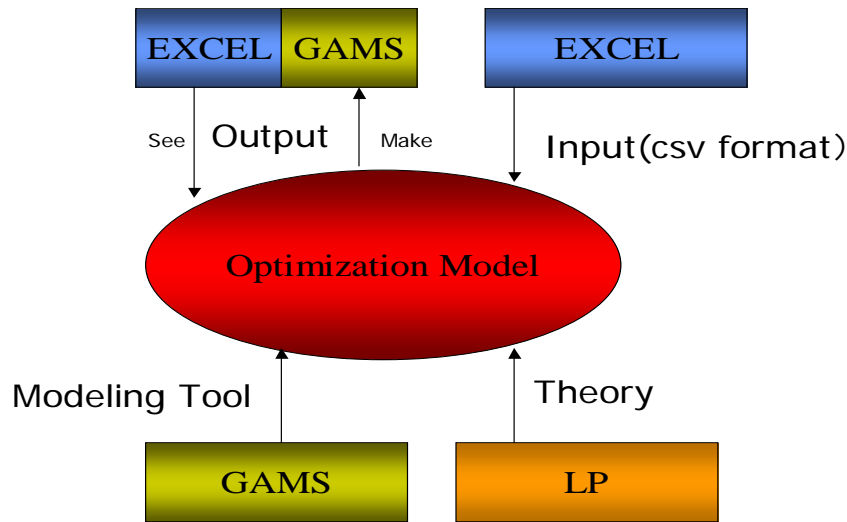 EXCEL GAMS EXCEL
See Output Make Input(csv format）
Optimization Model
Modeling Tool Theory
GAMS LP